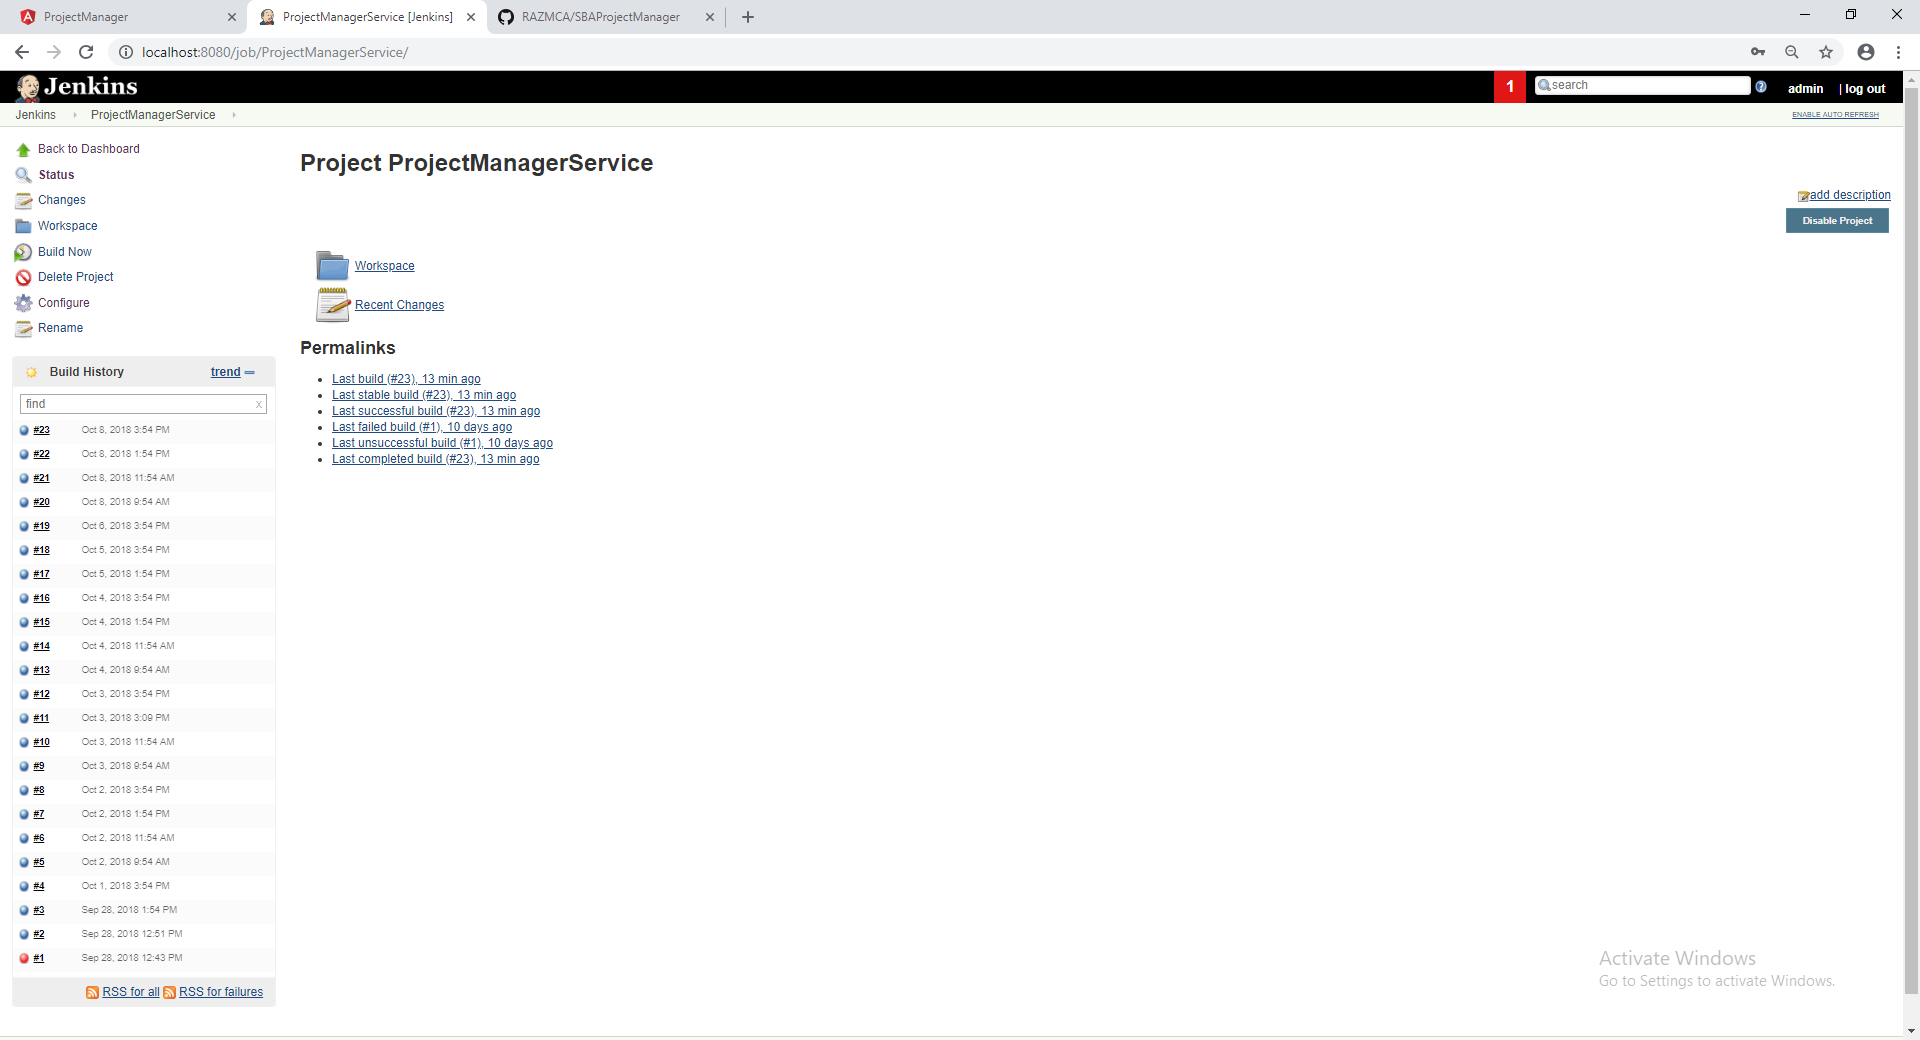 ProjectManager
ProjectManagerService [Jenkins]
RAZMCA/SBAProjectManager
localhost:8080/job/ProjectManagerService/
Jenkins
1
search
admin
| log out
Jenkins
ProjectManagerService
ENABLE AUTO REFRESH
Back to Dashboard
Status
Changes
Workspace
Build Now
Delete Project
Configure
Rename
Project ProjectManagerService
add description
Disable Project
Workspace
Recent Changes
Permalinks
Last build (#23), 13 min ago
Last stable build (#23), 13 min ago
Last successful build (#23), 13 min ago
Last failed build (#1), 10 days ago
Last unsuccessful build (#1), 10 days ago
Last completed build (#23), 13 min ago
Build History trend
find x
#23 Oct 8, 2018 3:54 PM
#22 Oct 8, 2018 1:54 PM
#21 Oct 8, 2018 11:54 AM
#20 Oct 8, 2018 9:54 AM
#19 Oct 6, 2018 3:54 PM
#18 Oct 5, 2018 3:54 PM
#17 Oct 5, 2018 1:54 PM
#16 Oct 4, 2018 3:54 PM
#15 Oct 4, 2018 1:54 PM
#14 Oct 4, 2018 11:54 AM
#13 Oct 4, 2018 9:54 AM
#12 Oct 3, 2018 3:54 PM
#11 Oct 3, 2018 3:09 PM
#10 Oct 3, 2018 11:54 AM
#9 Oct 3, 2018 9:54 AM
#8 Oct 2, 2018 3:54 PM
#7 Oct 2, 2018 1:54 PM
#6 Oct 2, 2018 11:54 AM
#5 Oct 2, 2018 9:54 AM
#4 Oct 1, 2018 3:54 PM
#3 Sep 28, 2018 1:54 PM
#2 Sep 28, 2018 12:51 PM
#1 Sep 28, 2018 12:43 PM
RSS for all RSS for failures
Activate Windows
Go to Settings to activate Windows.